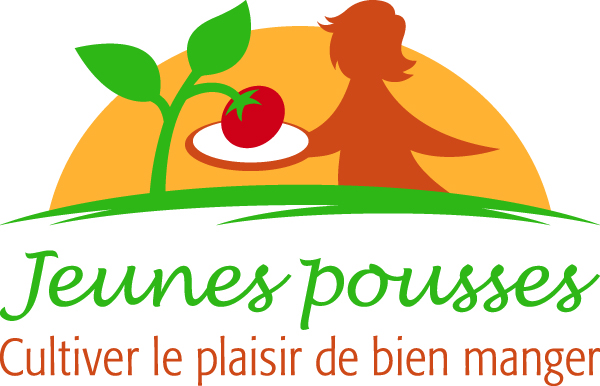 Jeunes pousses
Cultiver le plaisir de bien manger